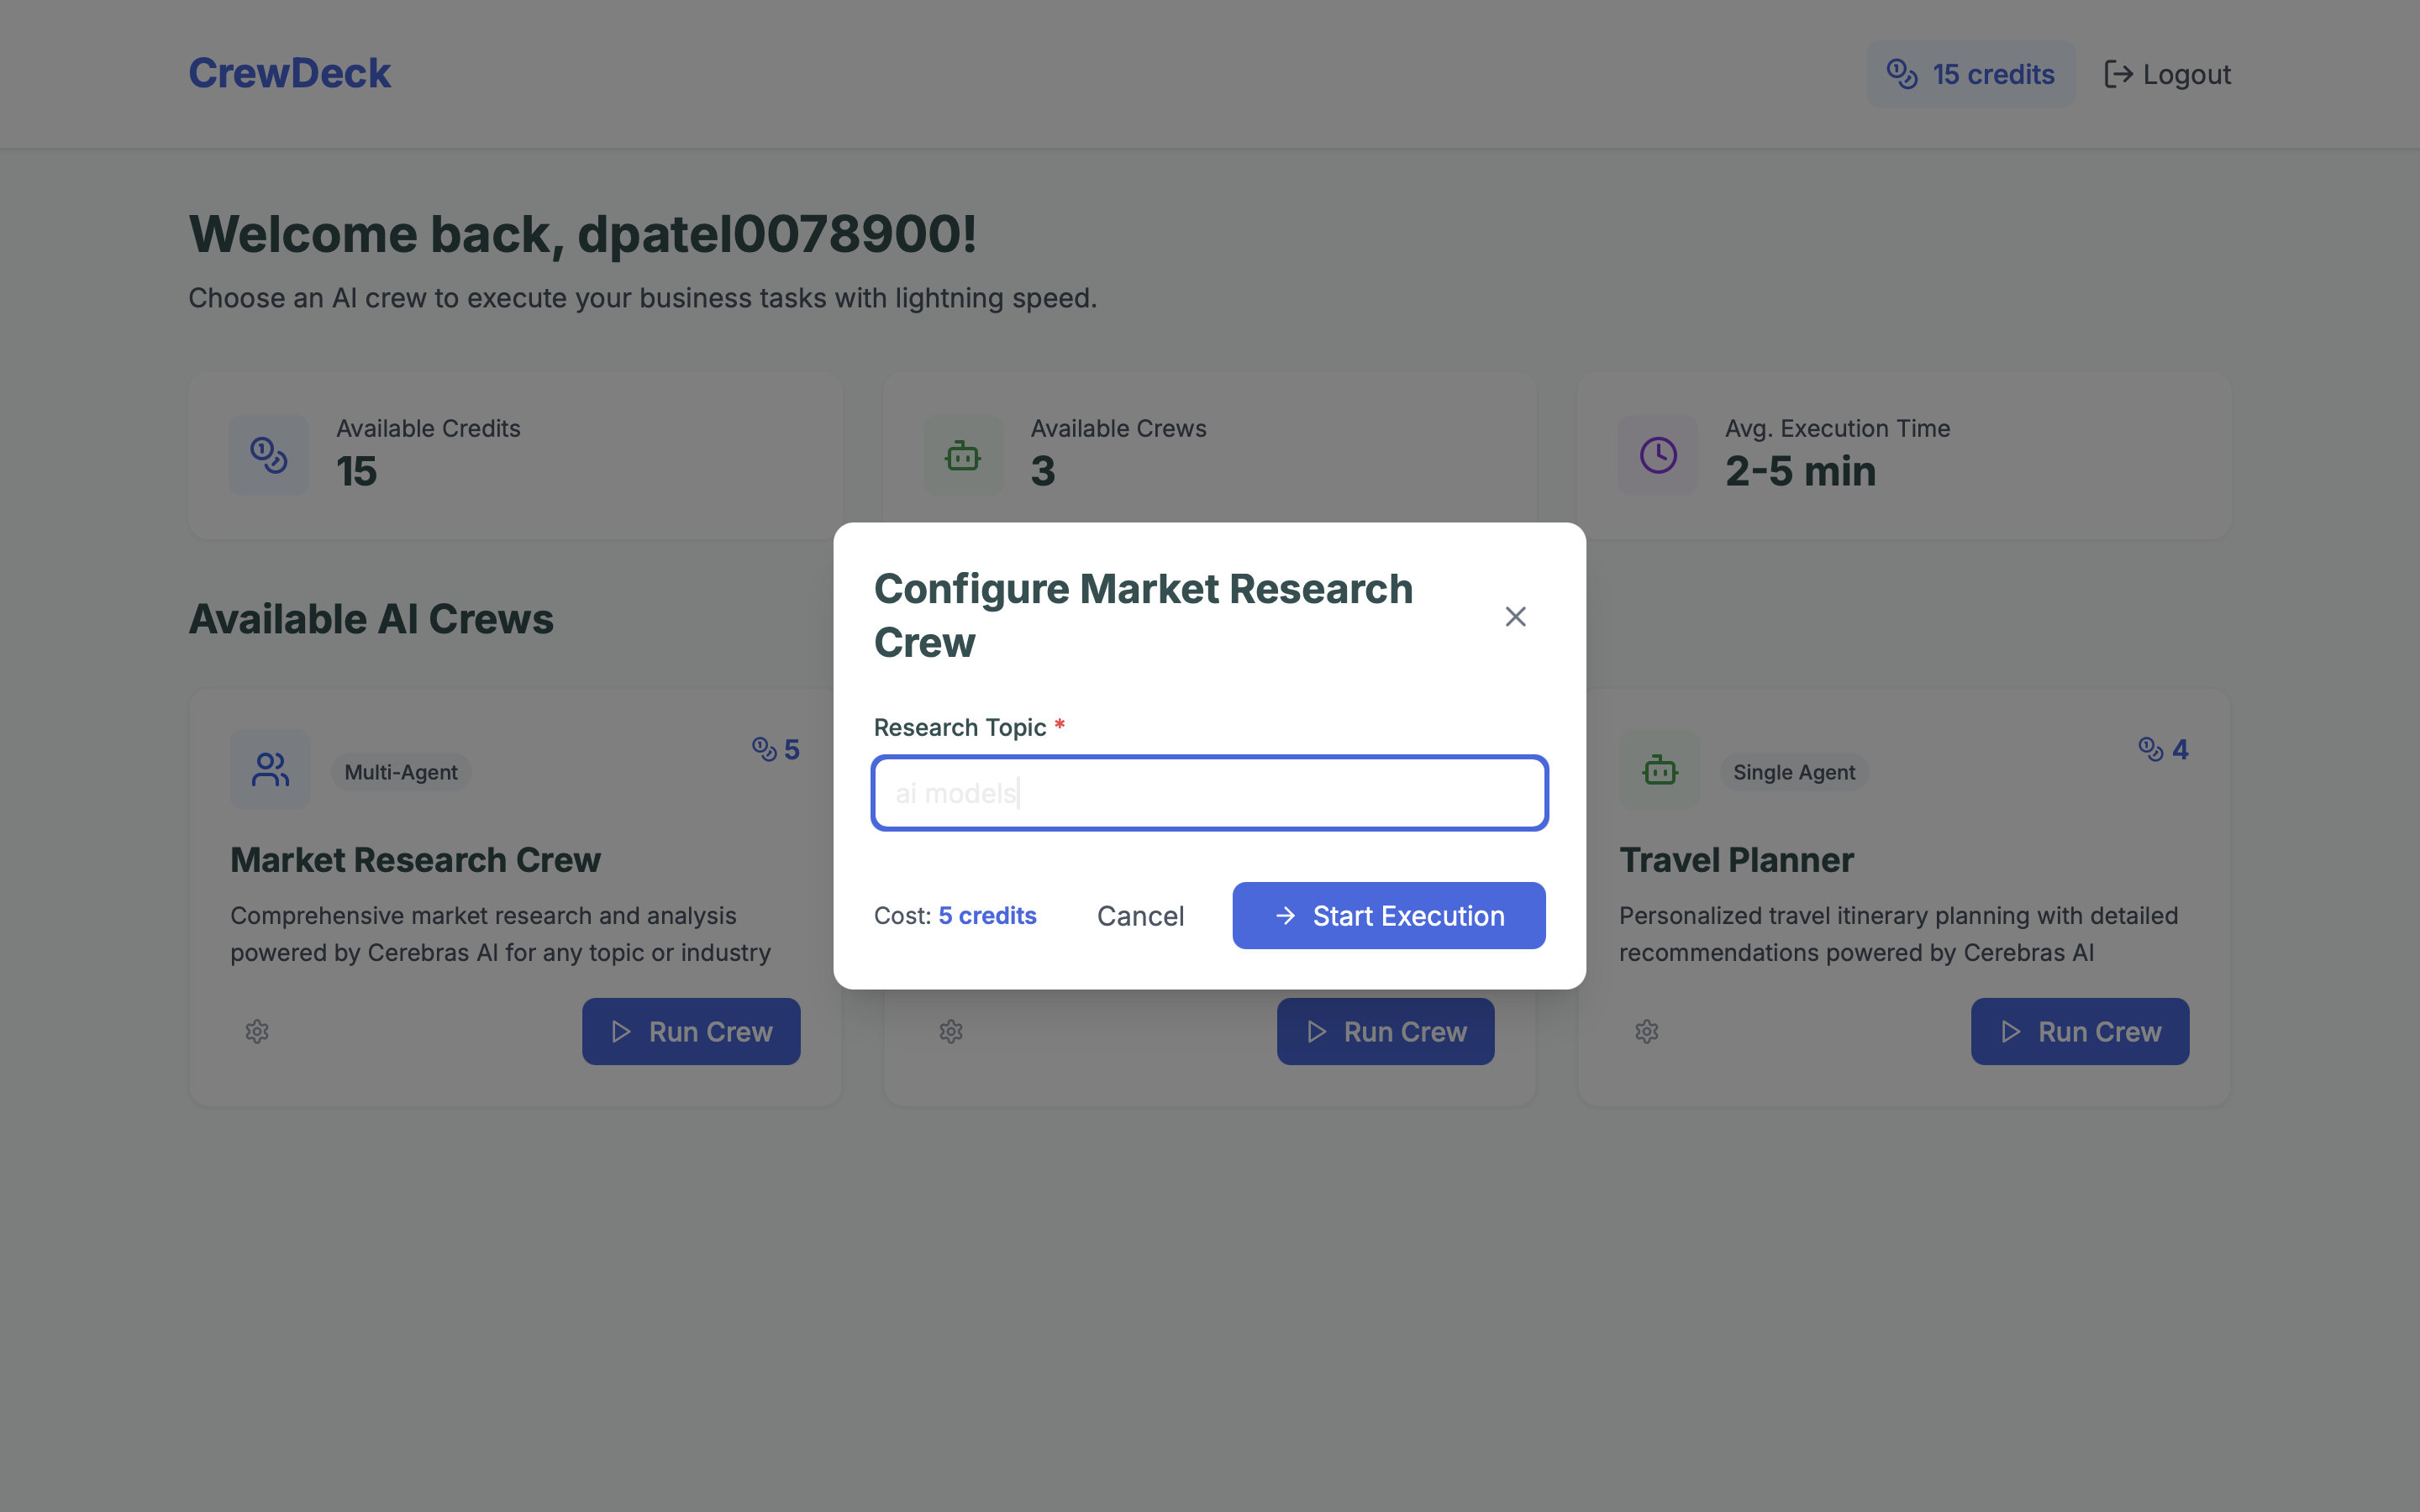 CrewDeck
15 credits
Logout
Welcome back, dpatel0078900!
Choose an AI crew to execute your business tasks with lightning speed.
Available Credits
15
Available Crews
3
Avg. Execution Time
2-5 min
Available AI Crews
Configure Market Research
Crew
Research Topic *
ai models
Cost: 5 credits
Cancel
Start Execution
Multi-Agent
5
Market Research Crew
Comprehensive market research and analysis
powered by Cerebras AI for any topic or industry
Run Crew
Run Crew
Single Agent
4
Travel Planner
Personalized travel itinerary planning with detailed
recommendations powered by Cerebras AI
Run Crew